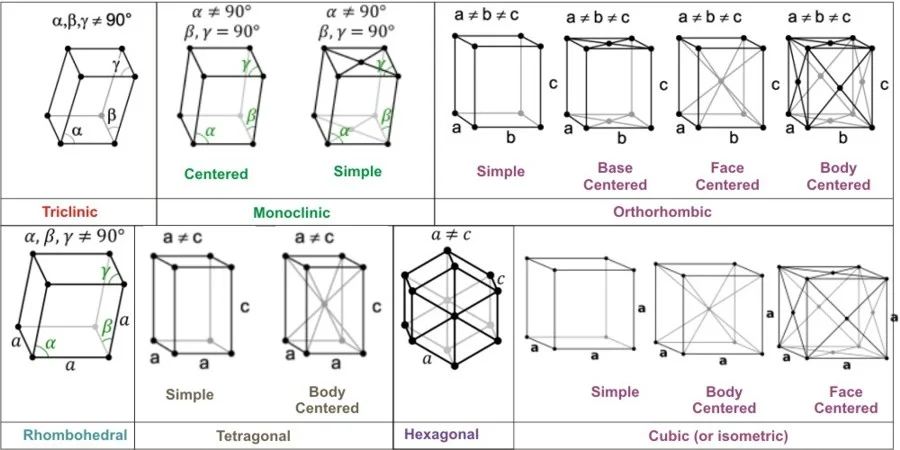 α,β,γ ≠ 90°
α ≠ 90°
β, γ = 90°
α ≠ 90°
β, γ = 90°
a ≠ b ≠ c
a ≠ b ≠ c
a ≠ b ≠ c
a ≠ b ≠ c
γ
β
α
γ
β
α
γ
β
α
c
a
b
c
a
b
c
a
b
c
a
b
Centered
Simple
Simple
Base
Centered
Face
Centered
Body
Centered
Triclinic
Monoclinic
Orthorhombic
α, β, γ ≠ 90°
a ≠ c
a ≠ c
a ≠ c
γ
a
β
α
a
a
c
a
a
c
a
a
c
a
a
a
a
a
a
a
a
a
a
Simple
Body
Centered
Simple
Body
Centered
Face
Centered
Rhombohedral
Tetragonal
Hexagonal
Cubic (or isometric)